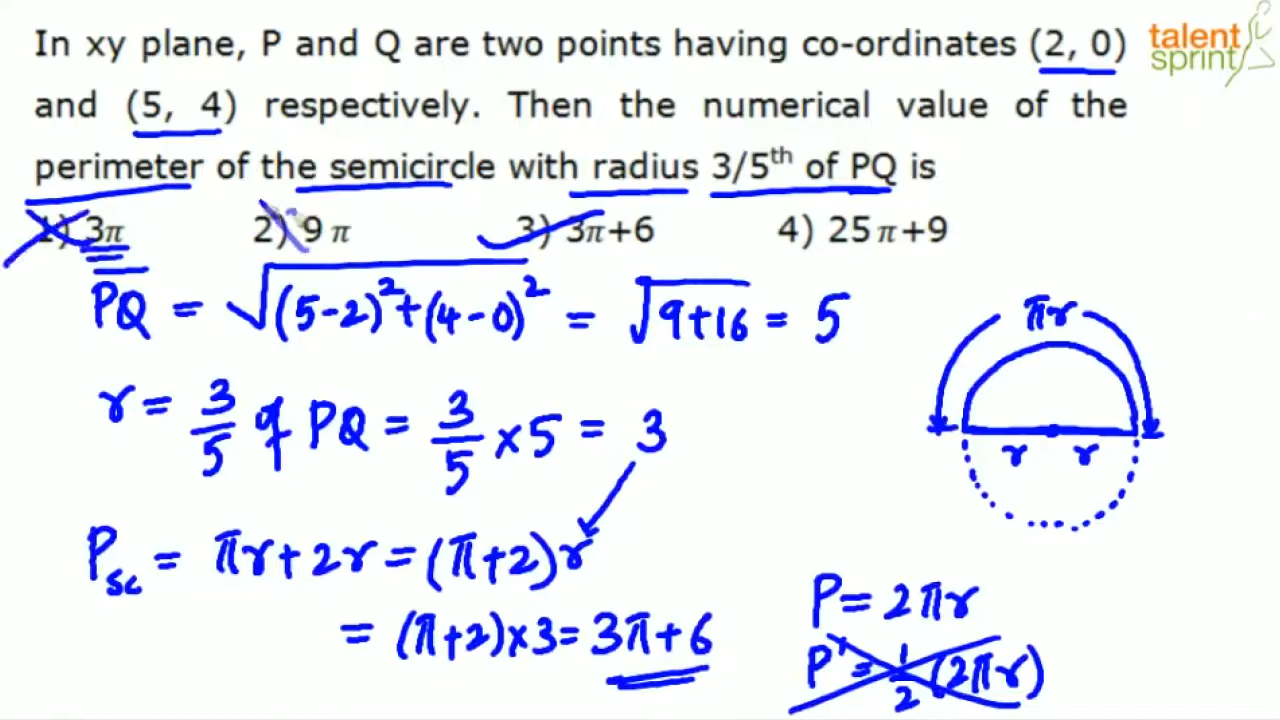 In xy plane, P and Q are two points having co-ordinates (2, 0)
talent
sprint
and (5, 4) respectively. Then the numerical value of the
perimeter of the semicircle with radius 3/5th of PQ is
1) 3π 2) 9 π 3) 3π+6 4) 25 π+9
PQ = √(5-2)²+(4-0)² = √9+16 = 5
πr
r = 3/5 of PQ = 3/5 × 5 = 3
r r
Psc = πr+2r = (π+2)r
P = 2πr
= (π+2)×3 = 3π+6
P = 1/2 (2πr)